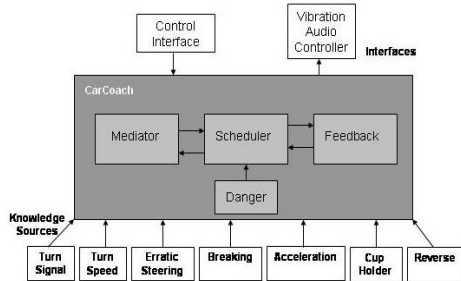 Control
Interface
Vibration
Audio
Controller
Interfaces
CarCoach
Mediator
Scheduler
Feedback
Danger
Knowledge
Sources
Turn
Signal
Turn
Speed
Erratic
Steering
Breaking
Acceleration
Cup
Holder
Reverse